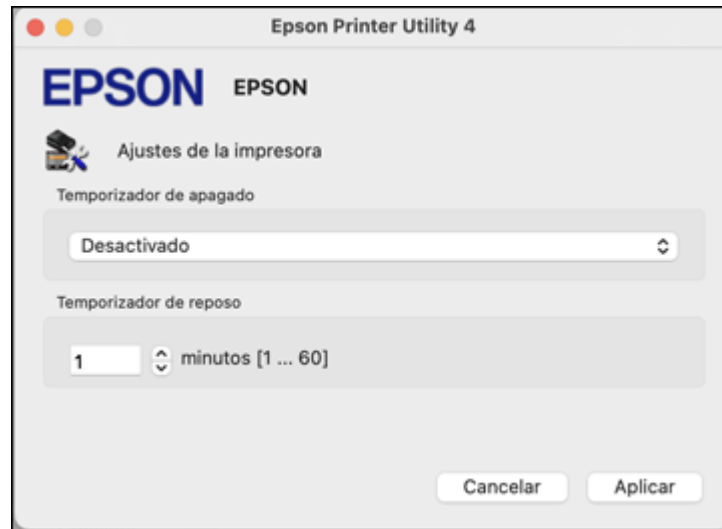 Epson Printer Utility 4
EPSON EPSON
Ajustes de la impresora
Temporizador de apagado
Desactivado
Temporizador de reposo
1 minutos [1 ... 60]
Cancelar Aplicar